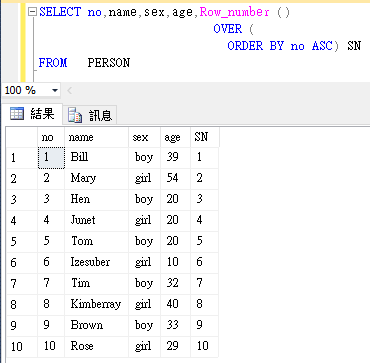 SELECT no,name,sex,age,Row_number ()
OVER (
ORDER BY no ASC) SN
FROM PERSON
100 %
結果 訊息
no name sex age SN
1 1 Bill boy 39 1
2 2 Mary girl 54 2
3 3 Hen boy 20 3
4 4 Junet girl 20 4
5 5 Tom boy 20 5
6 6 Izesuber girl 10 6
7 7 Tim boy 32 7
8 8 Kimberray girl 40 8
9 9 Brown boy 33 9
10 10 Rose girl 29 10